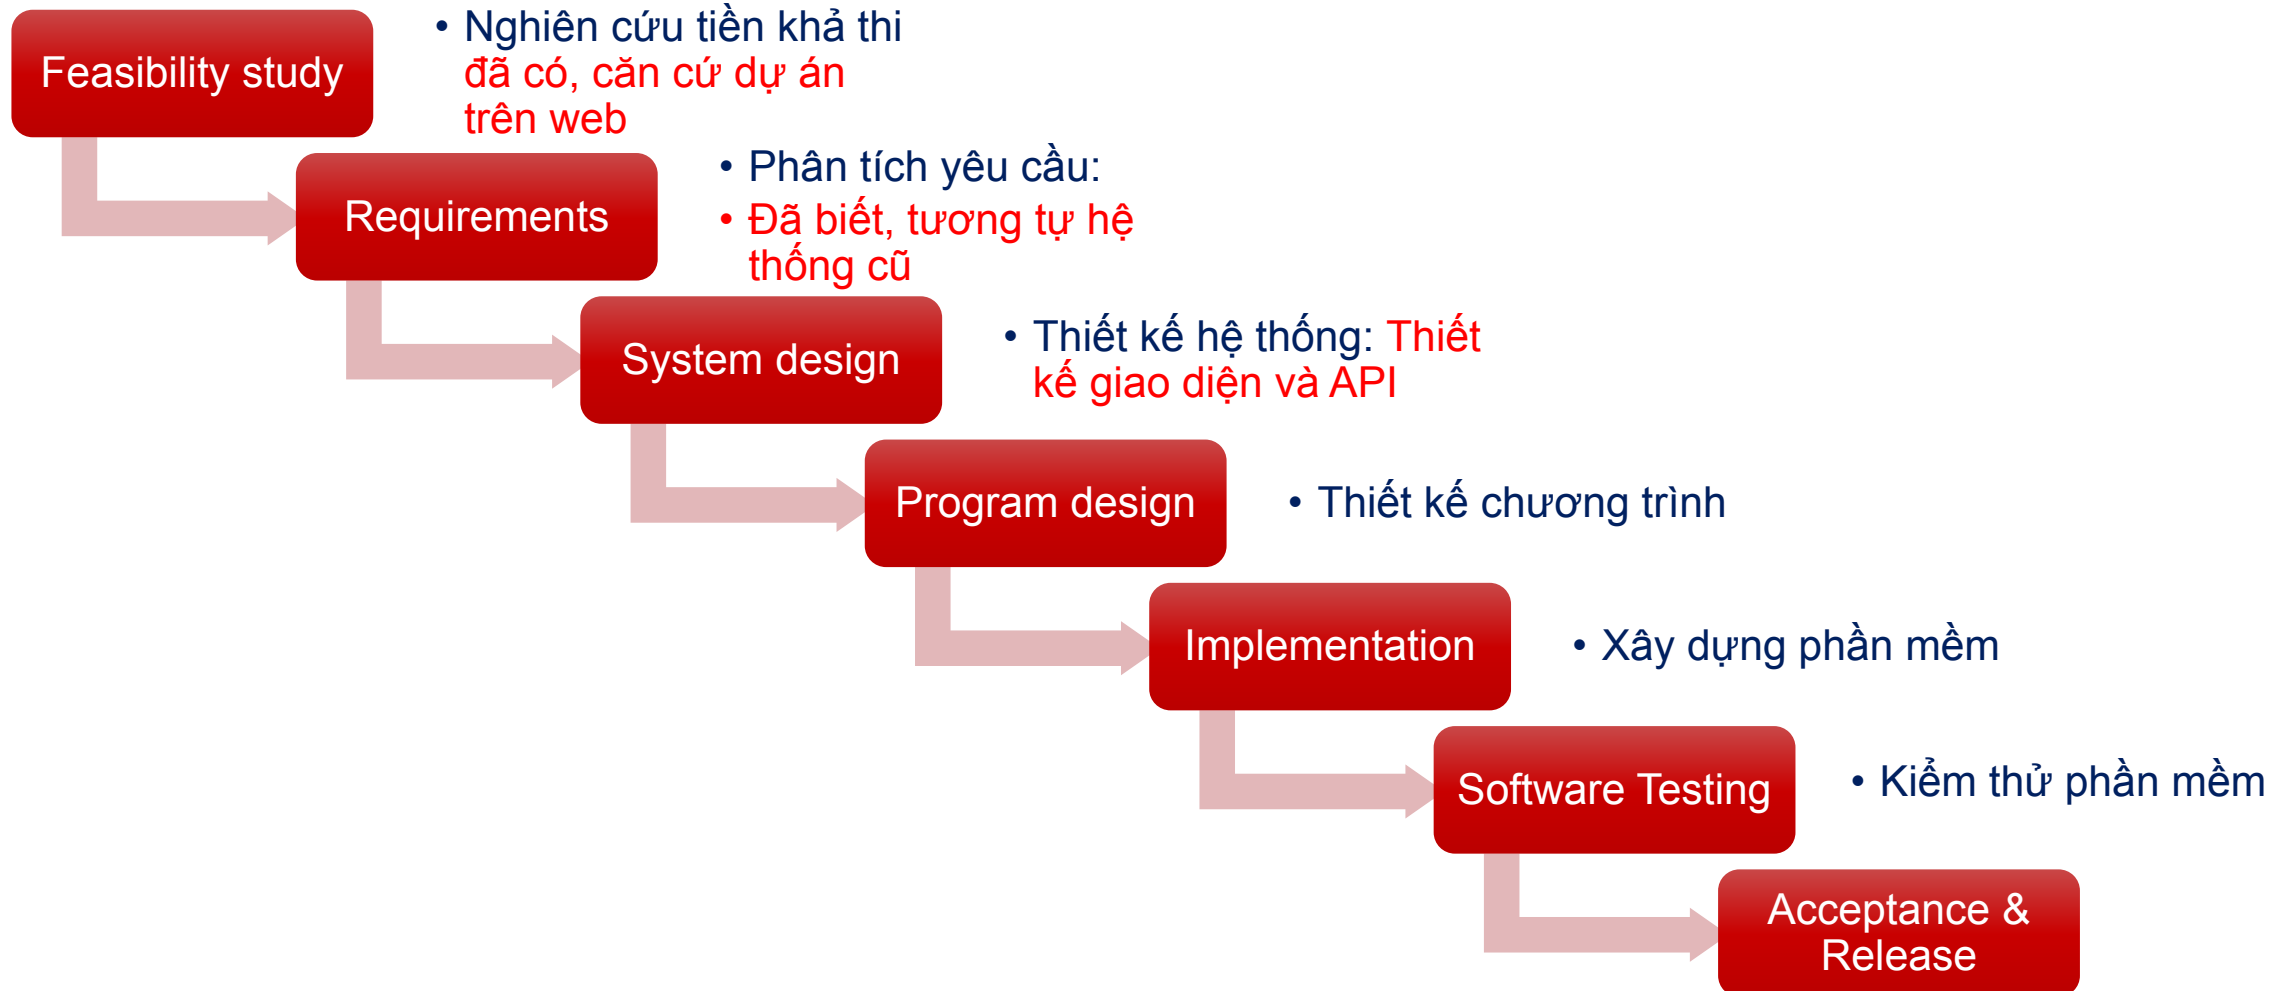 Feasibility study
• Nghiên cứu tiền khả thi
đã có, căn cứ dự án
trên web
Requirements
• Phân tích yêu cầu:
• Đã biết, tương tự hệ
thống cũ
System design
• Thiết kế hệ thống: Thiết
kế giao diện và API
Program design
• Thiết kế chương trình
Implementation
• Xây dựng phần mềm
Software Testing
• Kiểm thử phần mềm
Acceptance &
Release